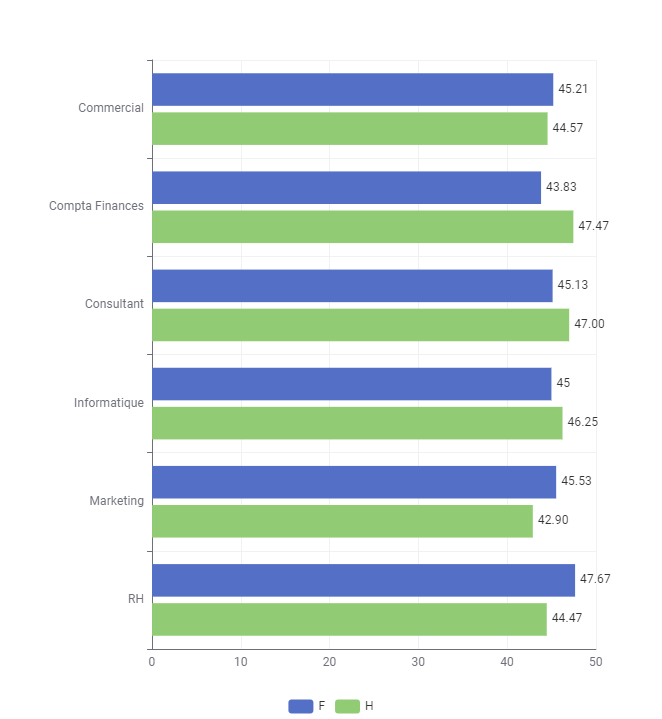 45.21
Commercial
44.57
43.83
Compta Finances
47.47
45.13
Consultant
47.00
45
Informatique
46.25
45.53
Marketing
42.90
47.67
RH
44.47
0 10 20 30 40 50
F H